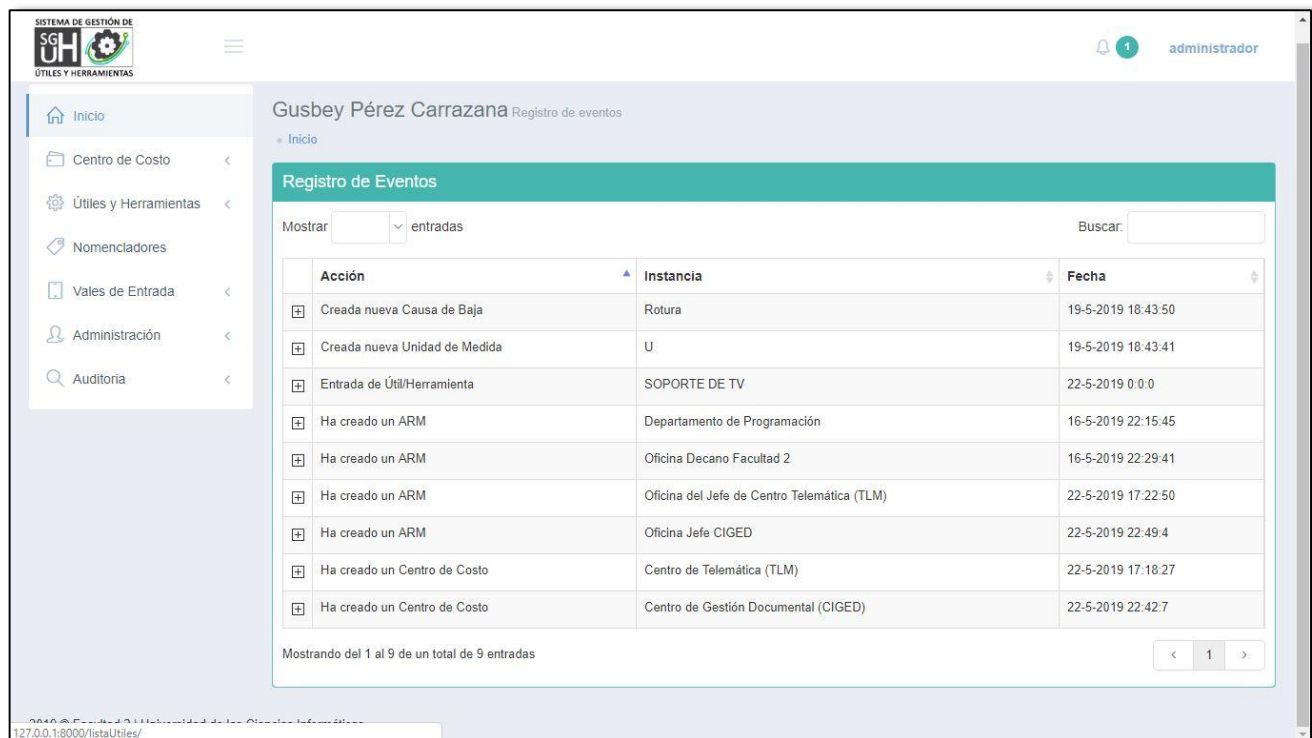 SISTEMA DE GESTIÓN DE
SGUH
ÚTILES Y HERRAMIENTAS
1
administrador
Inicio
Centro de Costo
Útiles y Herramientas
Nomencladores
Vales de Entrada
Administración
Auditoria
Gusbey Pérez Carrazana Registro de eventos
Inicio
Registro de Eventos
Mostrar entradas
Buscar:
Acción Instancia Fecha
Creada nueva Causa de Baja Rotura 19-5-2019 18:43:50
Creada nueva Unidad de Medida U 19-5-2019 18:43:41
Entrada de Útil/Herramienta SOPORTE DE TV 22-5-2019 0:0:0
Ha creado un ARM Departamento de Programación 16-5-2019 22:15:45
Ha creado un ARM Oficina Decano Facultad 2 16-5-2019 22:29:41
Ha creado un ARM Oficina del Jefe de Centro Telemática (TLM) 22-5-2019 17:22:50
Ha creado un ARM Oficina Jefe CIGED 22-5-2019 22:49:4
Ha creado un Centro de Costo Centro de Telemática (TLM) 22-5-2019 17:18:27
Ha creado un Centro de Costo Centro de Gestión Documental (CIGED) 22-5-2019 22:42:7
Mostrando del 1 al 9 de un total de 9 entradas
< 1 >
2019 © Facultad 2 | Universidad de las Ciencias Informáticas
127.0.0.1:8000/listaUtiles/